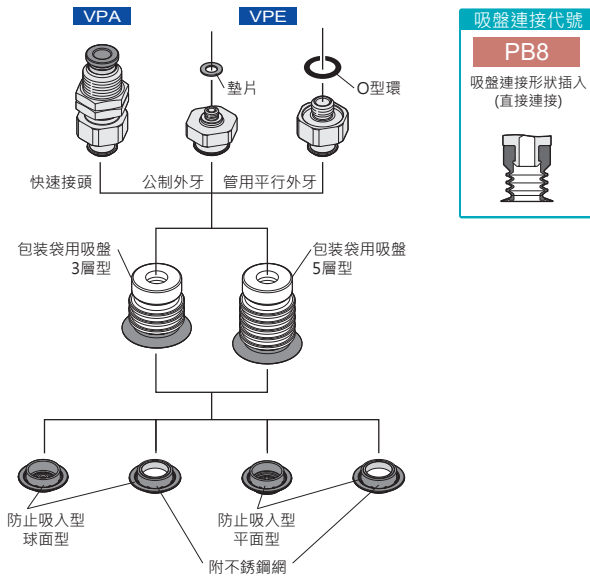 VPA
VPE
墊片
O型環
快速接頭
公制外牙
管用平行外牙
包装袋用吸盤
3層型
包装袋用吸盤
5層型
防止吸入型
球面型
防止吸入型
平面型
附不銹鋼網
吸盤連接代號
PB8
吸盤連接形狀插入
(直接連接)